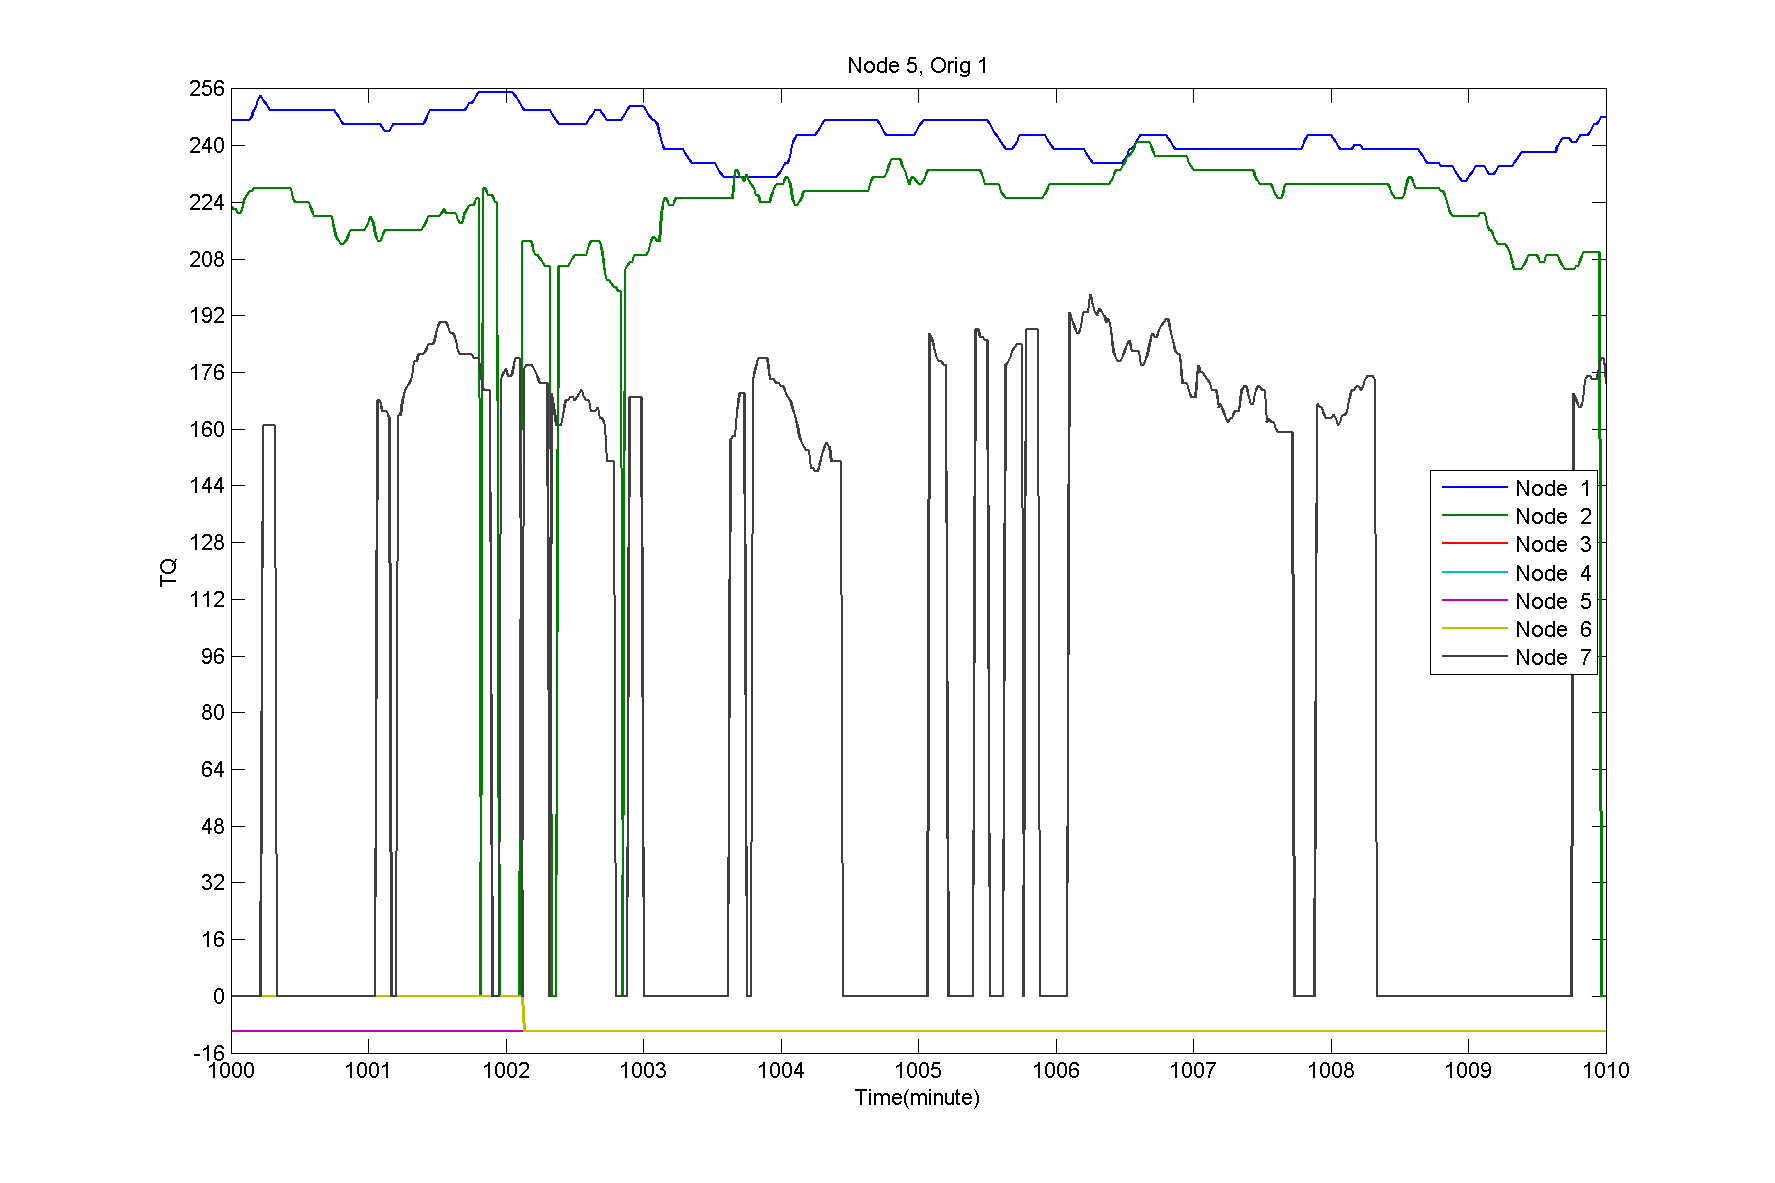 Node 5, Orig 1
256
240
224
208
192
176
160
144
128
112
96
80
64
48
32
16
0
-16
TQ
Node 1
Node 2
Node 3
Node 4
Node 5
Node 6
Node 7
1000 1001 1002 1003 1004 1005 1006 1007 1008 1009 1010
Time(minute)